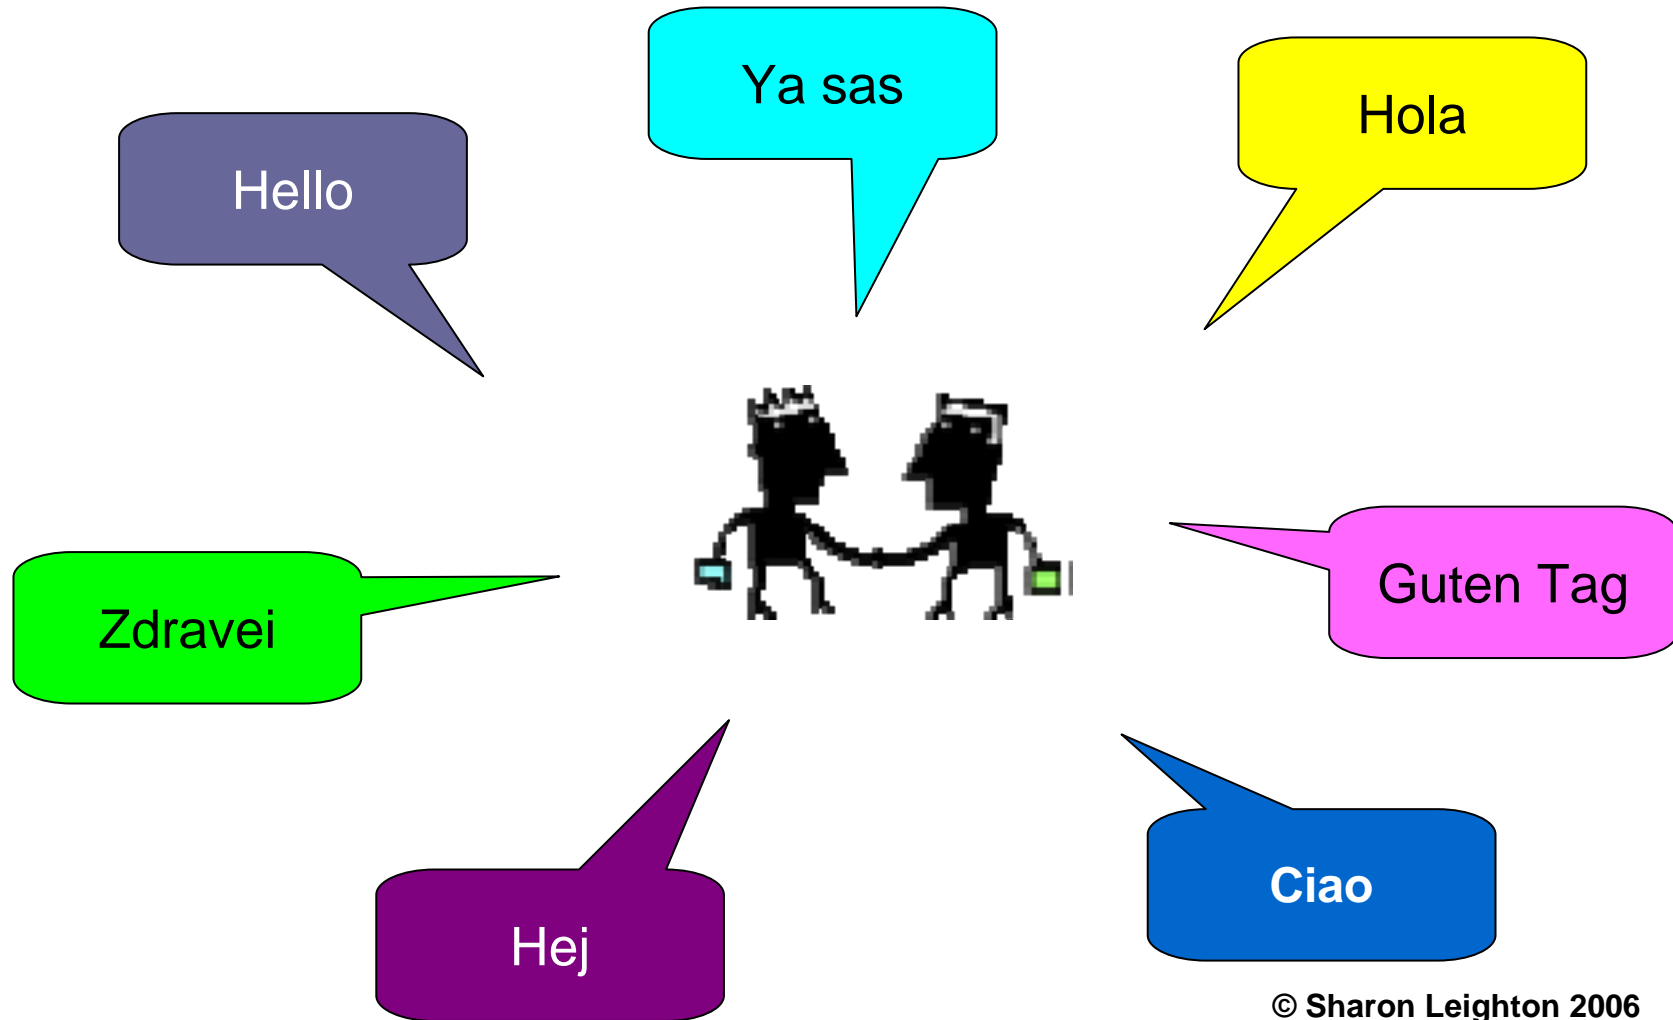 Ya sas
Hola
Hello
Guten Tag
Zdravei
Ciao
Hej
© Sharon Leighton 2006